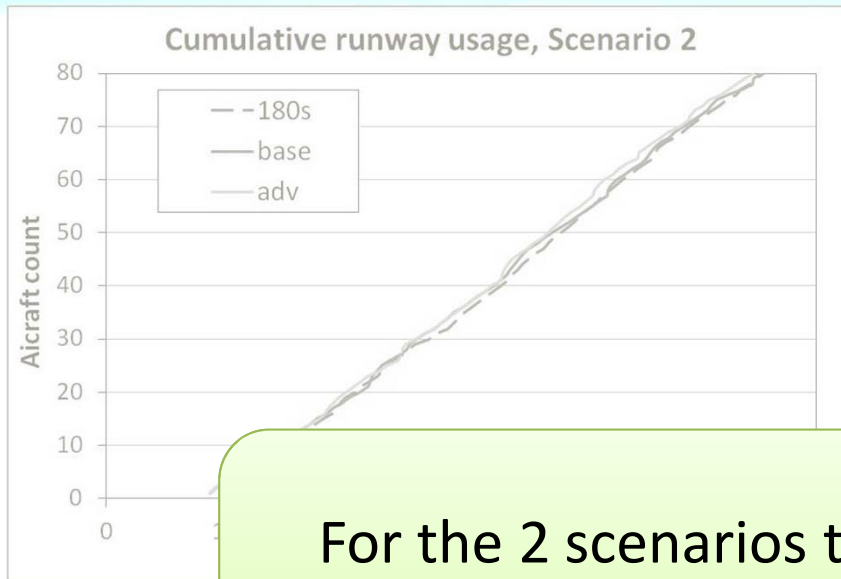 Cumulative runway usage, Scenario 2
80
70
60
50
40
30
20
10
0
Aicraft count
180s
base
adv
0
For the 2 scenarios t